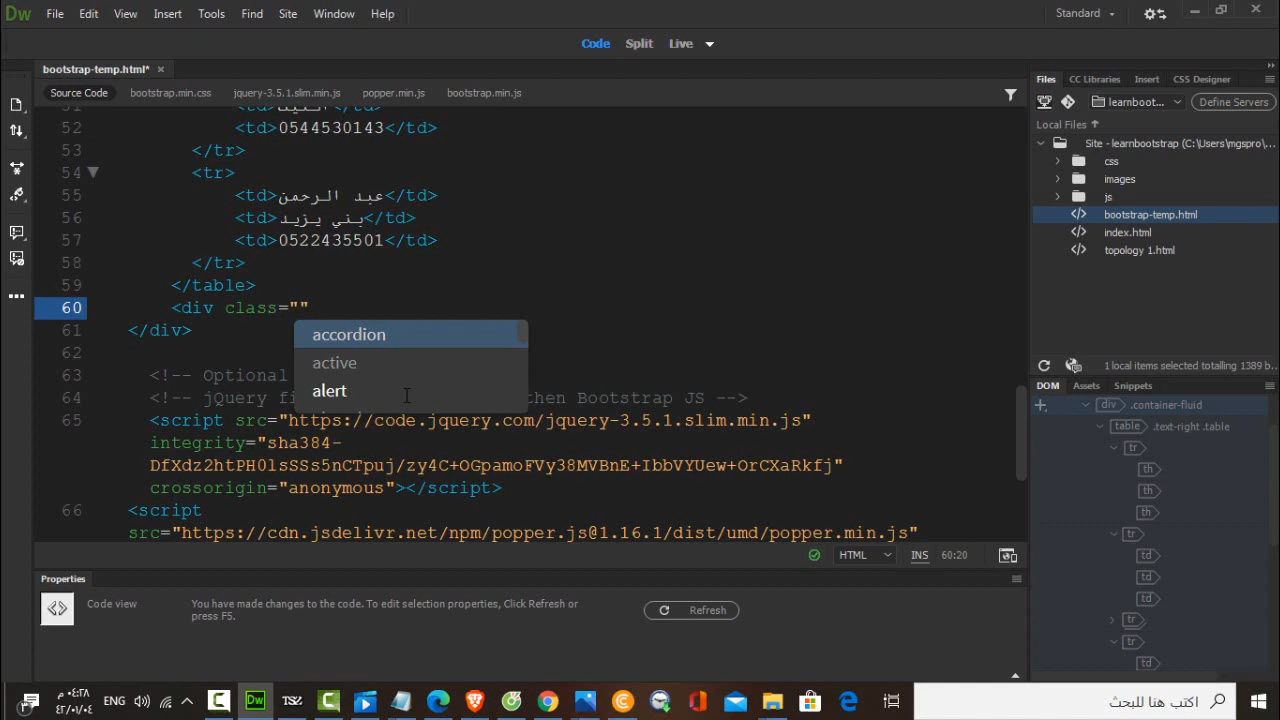 Dw File Edit View Insert Tools Find Site Window Help Standard
Code Split Live
bootstrap-temp.html*
Source Code bootstrap.min.css jquery-3.5.1.slim.min.js popper.min.js bootstrap.min.js
52 <td>0544530143</td>
53 </tr>
54 <tr>
55 <td>عبد الرحمن</td>
56 <td>بني يزيد</td>
57 <td>0522435501</td>
58 </tr>
59 </table>
60 <div class=""
61 </div>
accordion
active
alert
62
63 <!-- Optional
64 <!-- jQuery fi then Bootstrap JS -->
65 <script src="https://code.jquery.com/jquery-3.5.1.slim.min.js"
integrity="sha384-
DfXdz2htPH0lsSSs5nCTpuj/zy4C+OGpamoFVy38MVBnE+IbbVYUew+OrCXaRkfj"
crossorigin="anonymous"></script>
66 <script
src="https://cdn.jsdelivr.net/npm/popper.js@1.16.1/dist/umd/popper.min.js"
HTML INS 60:20
Properties
Code view
You have made changes to the code. To edit selection properties, Click Refresh or
press F5.
Refresh
Files CC Libraries Insert CSS Designer
learnboot... Define Servers
Local Files
Site - learnbootstrap (C:\Users\mgspro\...
css
images
js
bootstrap-temp.html
index.html
topology 1.html
1 local items selected totalling 1389 b...
DOM Assets Snippets
div .container-fluid
table .text-right .table
tr
th
th
th
tr
td
td
td
tr
tr
td
ENG
اكتب هنا للبحث